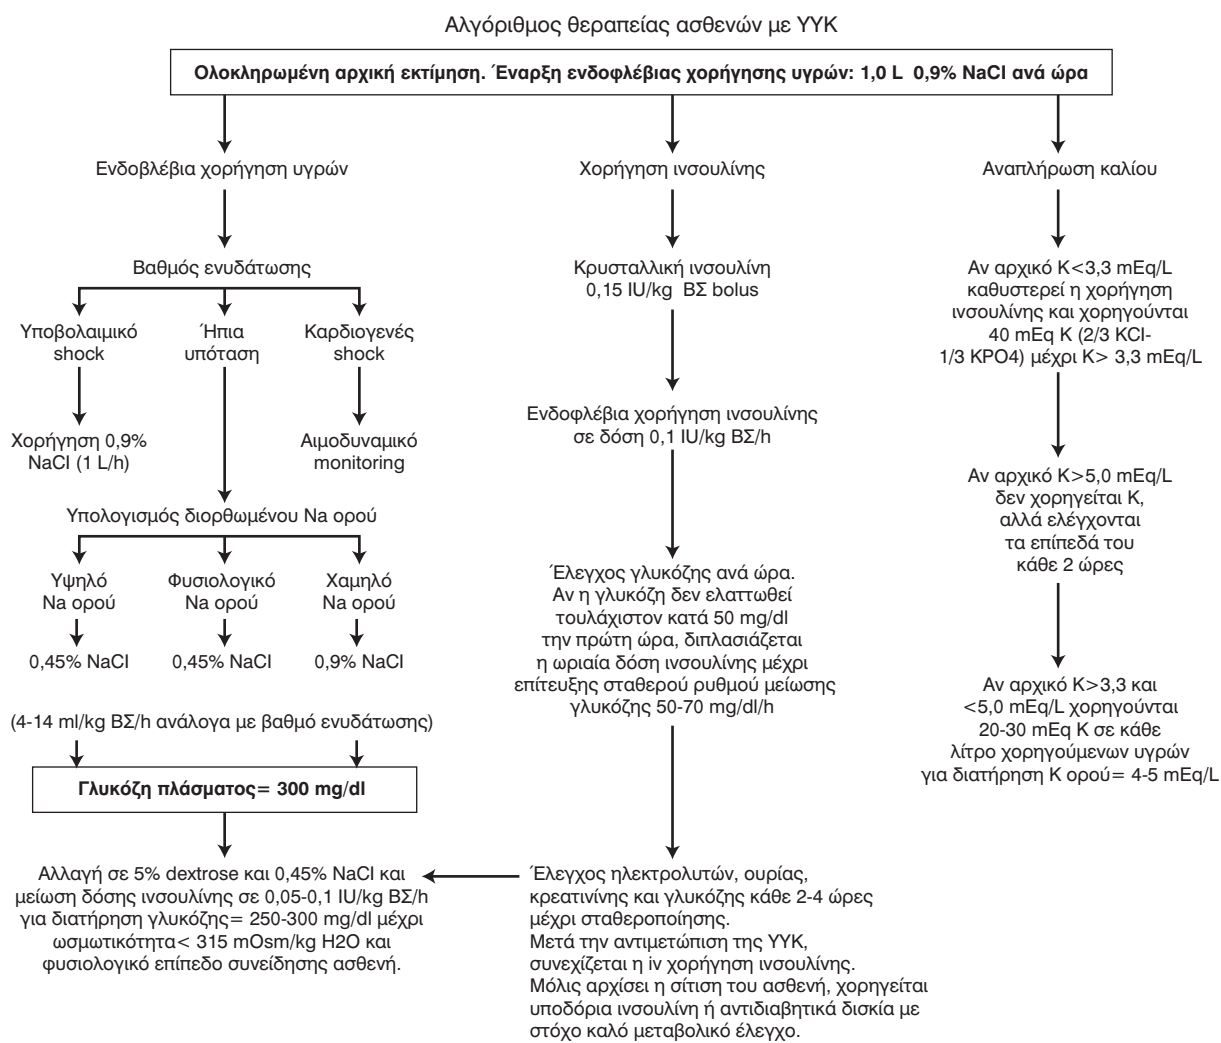 Αλγόριθμος θεραπείας ασθενών με ΥΥΚ
Ολοκληρωμένη αρχική εκτίμηση. Έναρξη ενδοφλέβιας χορήγησης υγρών: 1,0 L 0,9% NaCl ανά ώρα
Ενδοβλέβια χορήγηση υγρών
Βαθμός ενυδάτωσης
Υποβολαιμικό
shock
Ήπια
υπόταση
Καρδιογενές
shock
Χορήγηση 0,9%
NaCl (1 L/h)
Αιμοδυναμικό
monitoring
Υπολογισμός διορθωμένου Na ορού
Υψηλό
Na ορού
Φυσιολογικό
Na ορού
Χαμηλό
Na ορού
0,45% NaCl
0,45% NaCl
0,9% NaCl
(4-14 ml/kg ΒΣ/h ανάλογα με βαθμό ενυδάτωσης)
Γλυκόζη πλάσματος= 300 mg/dl
Αλλαγή σε 5% dextrose και 0,45% NaCl και
μείωση δόσης ινσουλίνης σε 0,05-0,1 IU/kg ΒΣ/h
για διατήρηση γλυκόζης= 250-300 mg/dl μέχρι
ωσμωτικότητα< 315 mOsm/kg H2O και
φυσιολογικό επίπεδο συνείδησης ασθενή.
Χορήγηση ινσουλίνης
Κρυσταλλική ινσουλίνη
0,15 IU/kg ΒΣ bolus
Ενδοφλέβια χορήγηση ινσουλίνης
σε δόση 0,1 IU/kg ΒΣ/h
Έλεγχος γλυκόζης ανά ώρα.
Αν η γλυκόζη δεν ελαττωθεί
τουλάχιστον κατά 50 mg/dl
την πρώτη ώρα, διπλασιάζεται
η ωριαία δόση ινσουλίνης μέχρι
επίτευξης σταθερού ρυθμού μείωσης
γλυκόζης 50-70 mg/dl/h
Έλεγχος ηλεκτρολυτών, ουρίας,
κρεατινίνης και γλυκόζης κάθε 2-4 ώρες
μέχρι σταθεροποίησης.
Μετά την αντιμετώπιση της ΥΥΚ,
συνεχίζεται η iv χορήγηση ινσουλίνης.
Μόλις αρχίσει η σίτιση του ασθενή, χορηγείται
υποδόρια ινσουλίνη ή αντιδιαβητικά δισκία με
στόχο καλό μεταβολικό έλεγχο.
Αναπλήρωση καλίου
Αν αρχικό Κ<3,3 mEq/L
καθυστερεί η χορήγηση
ινσουλίνης και χορηγούνται
40 mEq K (2/3 KCl-
1/3 KPO4) μέχρι Κ> 3,3 mEq/L
Αν αρχικό Κ>5,0 mEq/L
δεν χορηγείται Κ,
αλλά ελέγχονται
τα επίπεδά του
κάθε 2 ώρες
Αν αρχικό Κ>3,3 και
<5,0 mEq/L χορηγούνται
20-30 mEq Κ σε κάθε
λίτρο χορηγούμενων υγρών
για διατήρηση Κ ορού= 4-5 mEq/L